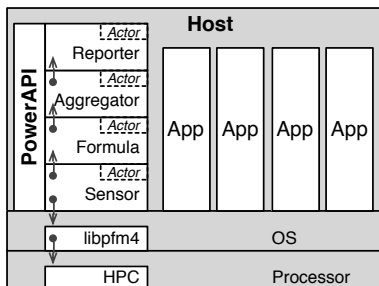 Host
Actor
Reporter
Actor
Aggregator
Actor
Formula
Actor
Sensor
PowerAPI
App App App App
libpfm4 OS
HPC Processor